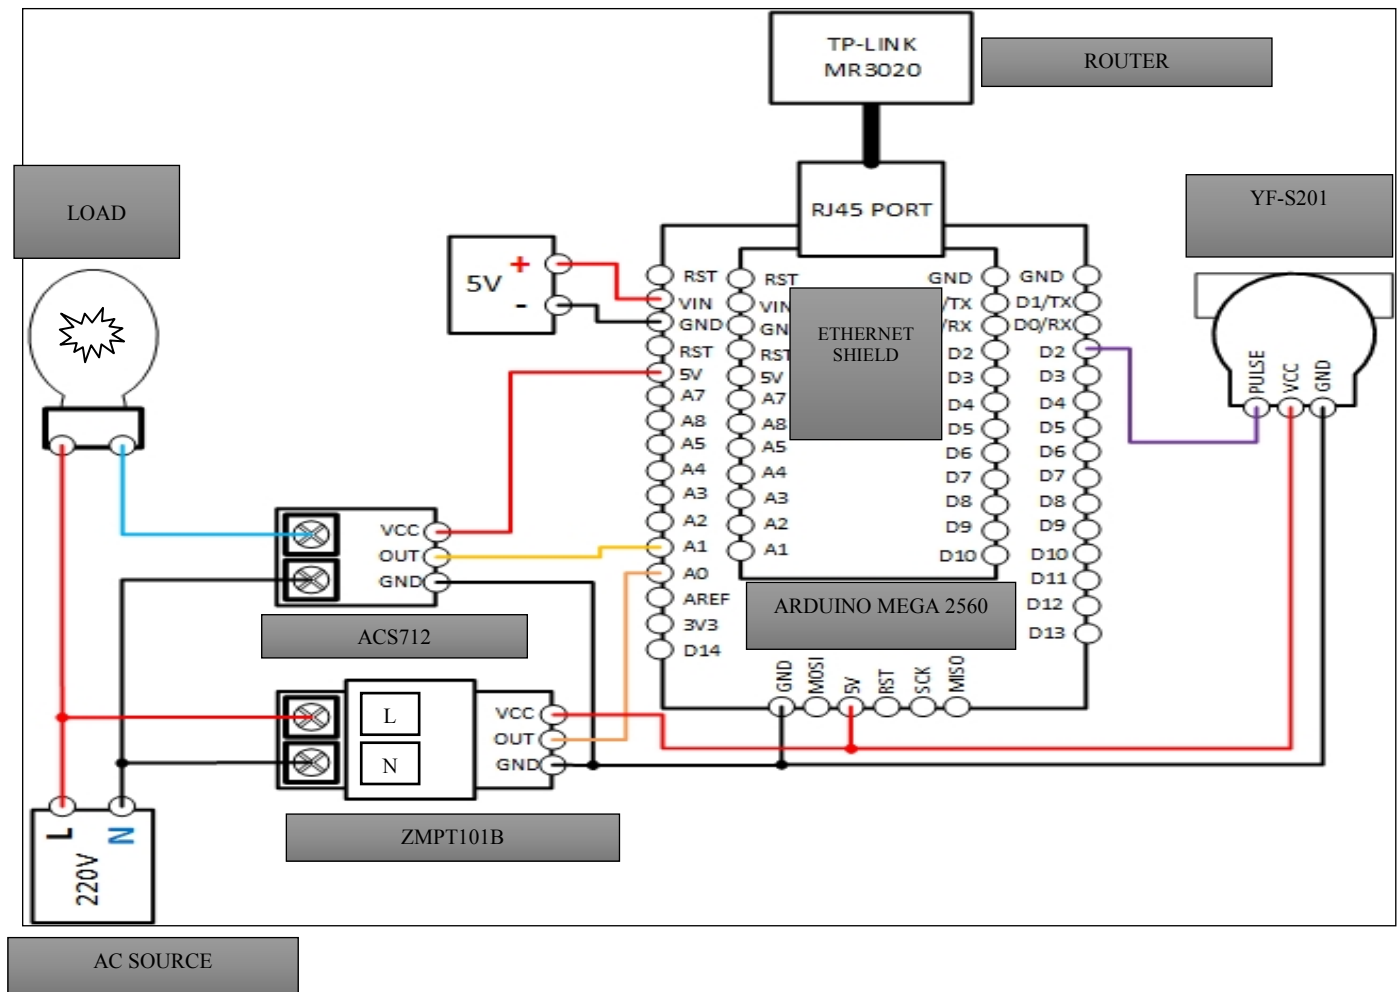 TP-LINK
MR3020
ROUTER
LOAD
RJ45 PORT
YF-S201
5V
+
-
RST
VIN
GND
RST
5V
A7
A8
A5
A4
A3
A2
A1
A0
AREF
3V3
D14
RST
VIN
GN
RST
5V
A7
A8
A5
A4
A3
A2
A1
ETHERNET
SHIELD
GND
/TX
/RX
D2
D3
D4
D5
D6
D7
D8
D9
D10
GND
D1/TX
D0/RX
D2
D3
D4
D5
D6
D7
D8
D9
D10
D11
D12
D13
PULSE
VCC
GND
VCC
OUT
GND
ACS712
ARDUINO MEGA 2560
GND
MOSI
5V
RST
SCK
MISO
L
N
VCC
OUT
GND
ZMPT101B
L
N
220V
AC SOURCE